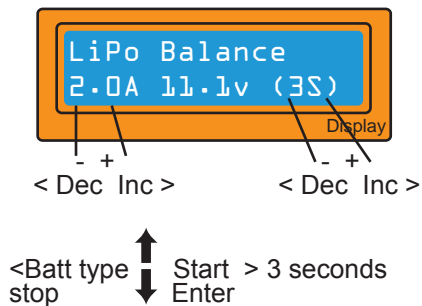 LiPo Balance
2.0A 11.1v (3S)
Display
- + - +
< Dec Inc > < Dec Inc >
<Batt type Start > 3 seconds
stop Enter